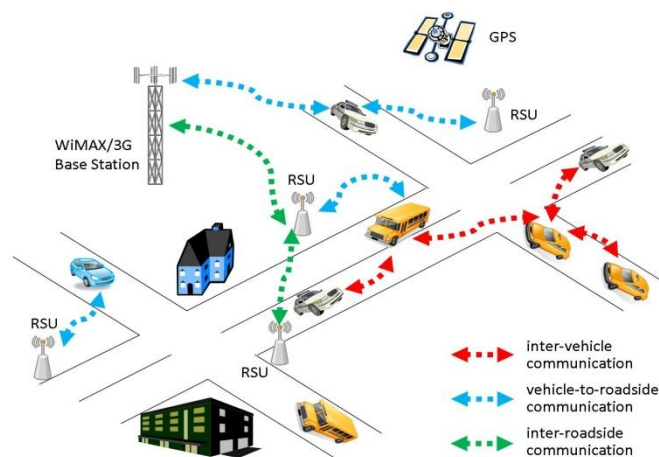 GPS
RSU
WiMAX/3G
Base Station
RSU
RSU
RSU
inter-vehicle
communication
vehicle-to-roadside
communication
inter-roadside
communication